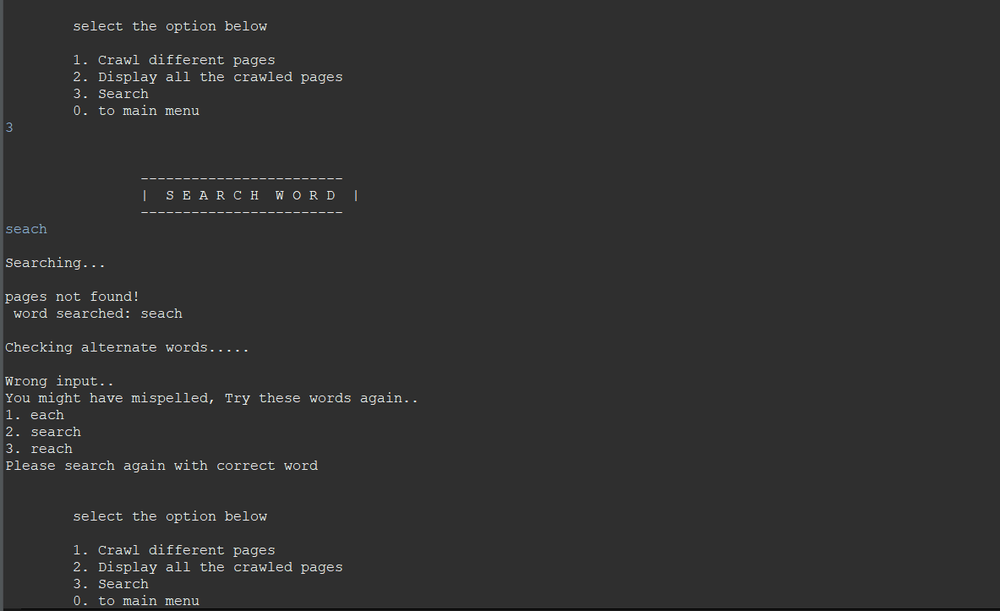 select the option below
1. Crawl different pages
2. Display all the crawled pages
3. Search
0. to main menu
3
------------------------
|  S E A R C H  W O R D  |
------------------------
seach
Searching...
pages not found!
word searched: seach
Checking alternate words.....
Wrong input..
You might have mispelled, Try these words again..
1. each
2. search
3. reach
Please search again with correct word
select the option below
1. Crawl different pages
2. Display all the crawled pages
3. Search
0. to main menu